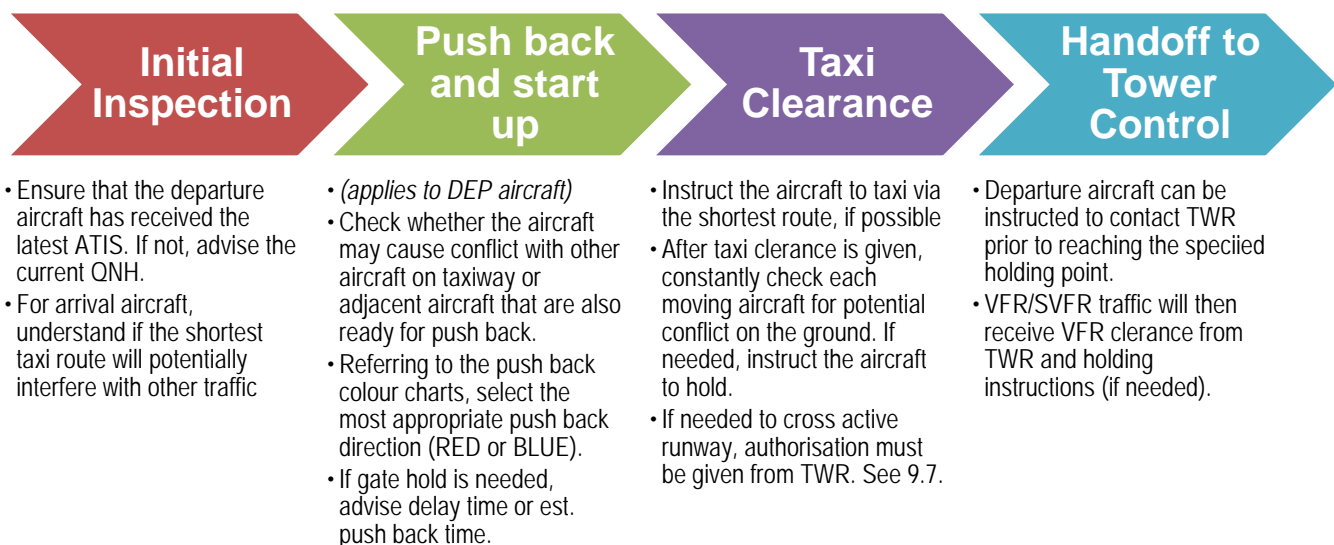 Initial
Inspection
• Ensure that the departure
aircraft has received the
latest ATIS. If not, advise the
current QNH.
• For arrival aircraft,
understand if the shortest
taxi route will potentially
interfere with other traffic
Push back
and start
up
• (applies to DEP aircraft)
• Check whether the aircraft
may cause conflict with other
aircraft on taxiway or
adjacent aircraft that are also
ready for push back.
• Referring to the push back
colour charts, select the
most appropriate push back
direction (RED or BLUE).
• If gate hold is needed,
advise delay time or est.
push back time.
Taxi
Clearance
• Instruct the aircraft to taxi via
the shortest route, if possible
• After taxi clerance is given,
constantly check each
moving aircraft for potential
conflict on the ground. If
needed, instruct the aircraft
to hold.
• If needed to cross active
runway, authorisation must
be given from TWR. See 9.7.
Handoff to
Tower
Control
• Departure aircraft can be
instructed to contact TWR
prior to reaching the speciied
holding point.
• VFR/SVFR traffic will then
receive VFR clerance from
TWR and holding
instructions (if needed).